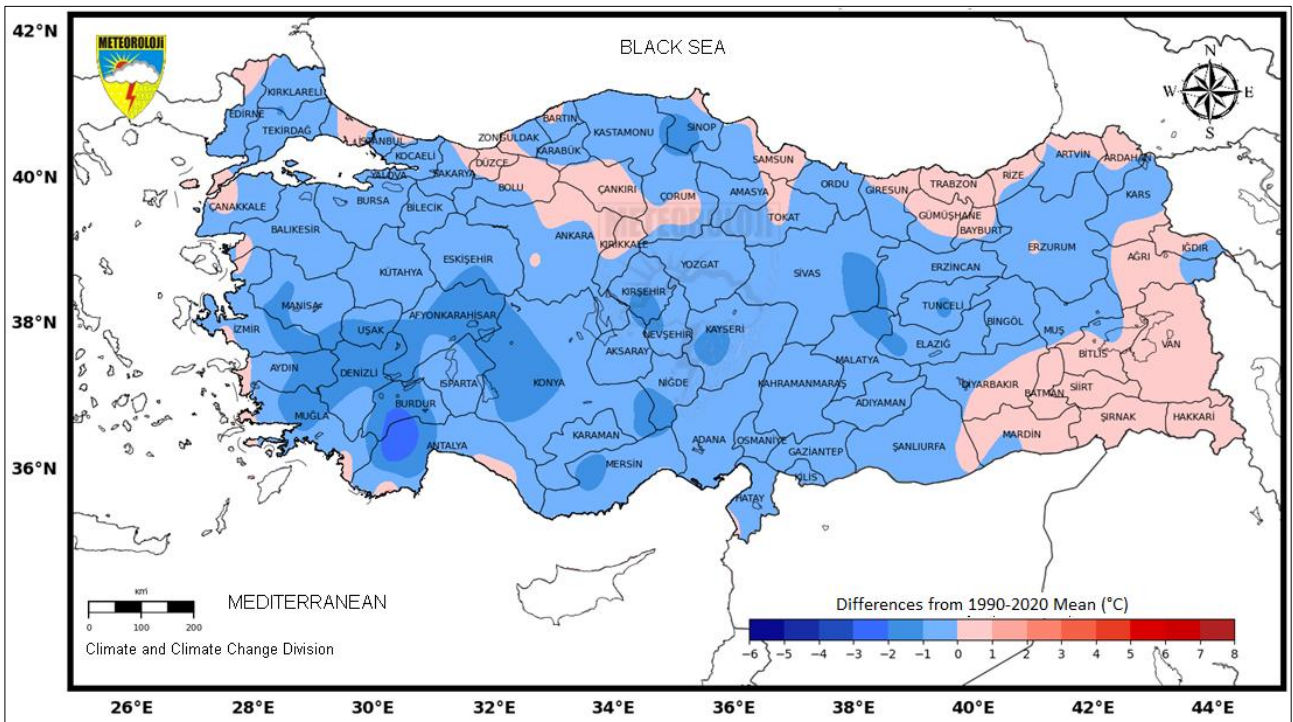 42°N
40°N
38°N
36°N
METEOROLOJİ
BLACK SEA
N
W E
S
KIRKLARELİ
EDİRNE
TEKİRDAĞ
İSTANBUL
KOCAELİ
YALOVA
SAKARYA
DÜZCE
ZONGULDAK
BARTIN
KARABÜK
KASTAMONU
SİNOP
SAMSUN
ORDU
GİRESUN
TRABZON
RİZE
ARTVİN
ARDAHAN
KARS
ÇANAKKALE
BURSA
BİLECİK
BOLU
ÇANKIRI
ÇORUM
AMASYA
TOKAT
GÜMÜŞHANE
BAYBURT
BALIKESİR
ESKİŞEHİR
ANKARA
KIRIKKALE
METEOROLOJİ
YOZGAT
SİVAS
ERZİNCAN
ERZURUM
AĞRI
IĞDIR
KÜTAHYA
MANİSA
İZMİR
UŞAK
AFYONKARAHİSAR
KIRŞEHİR
NEVŞEHİR
KAYSERİ
AKSARAY
MALATYA
TUNCELİ
ELAZIĞ
BİNGÖL
MUŞ
BİTLİS
VAN
AYDIN
DENİZLİ
ISPARTA
KONYA
NİĞDE
KAHRAMANMARAŞ
ADIYAMAN
DİYARBAKIR
BATMAN
SİİRT
MUĞLA
BURDUR
ANTALYA
KARAMAN
MERSİN
ADANA
OSMANİYE
GAZİANTEP
KİLİS
ŞANLIURFA
MARDİN
ŞIRNAK
HAKKARİ
HATAY
MEDITERRANEAN
KM
0 100 200
Climate and Climate Change Division
Differences from 1990-2020 Mean (°C)
−6 −5 −4 −3 −2 −1 0 1 2 3 4 5 6 7 8
26°E 28°E 30°E 32°E 34°E 36°E 38°E 40°E 42°E 44°E